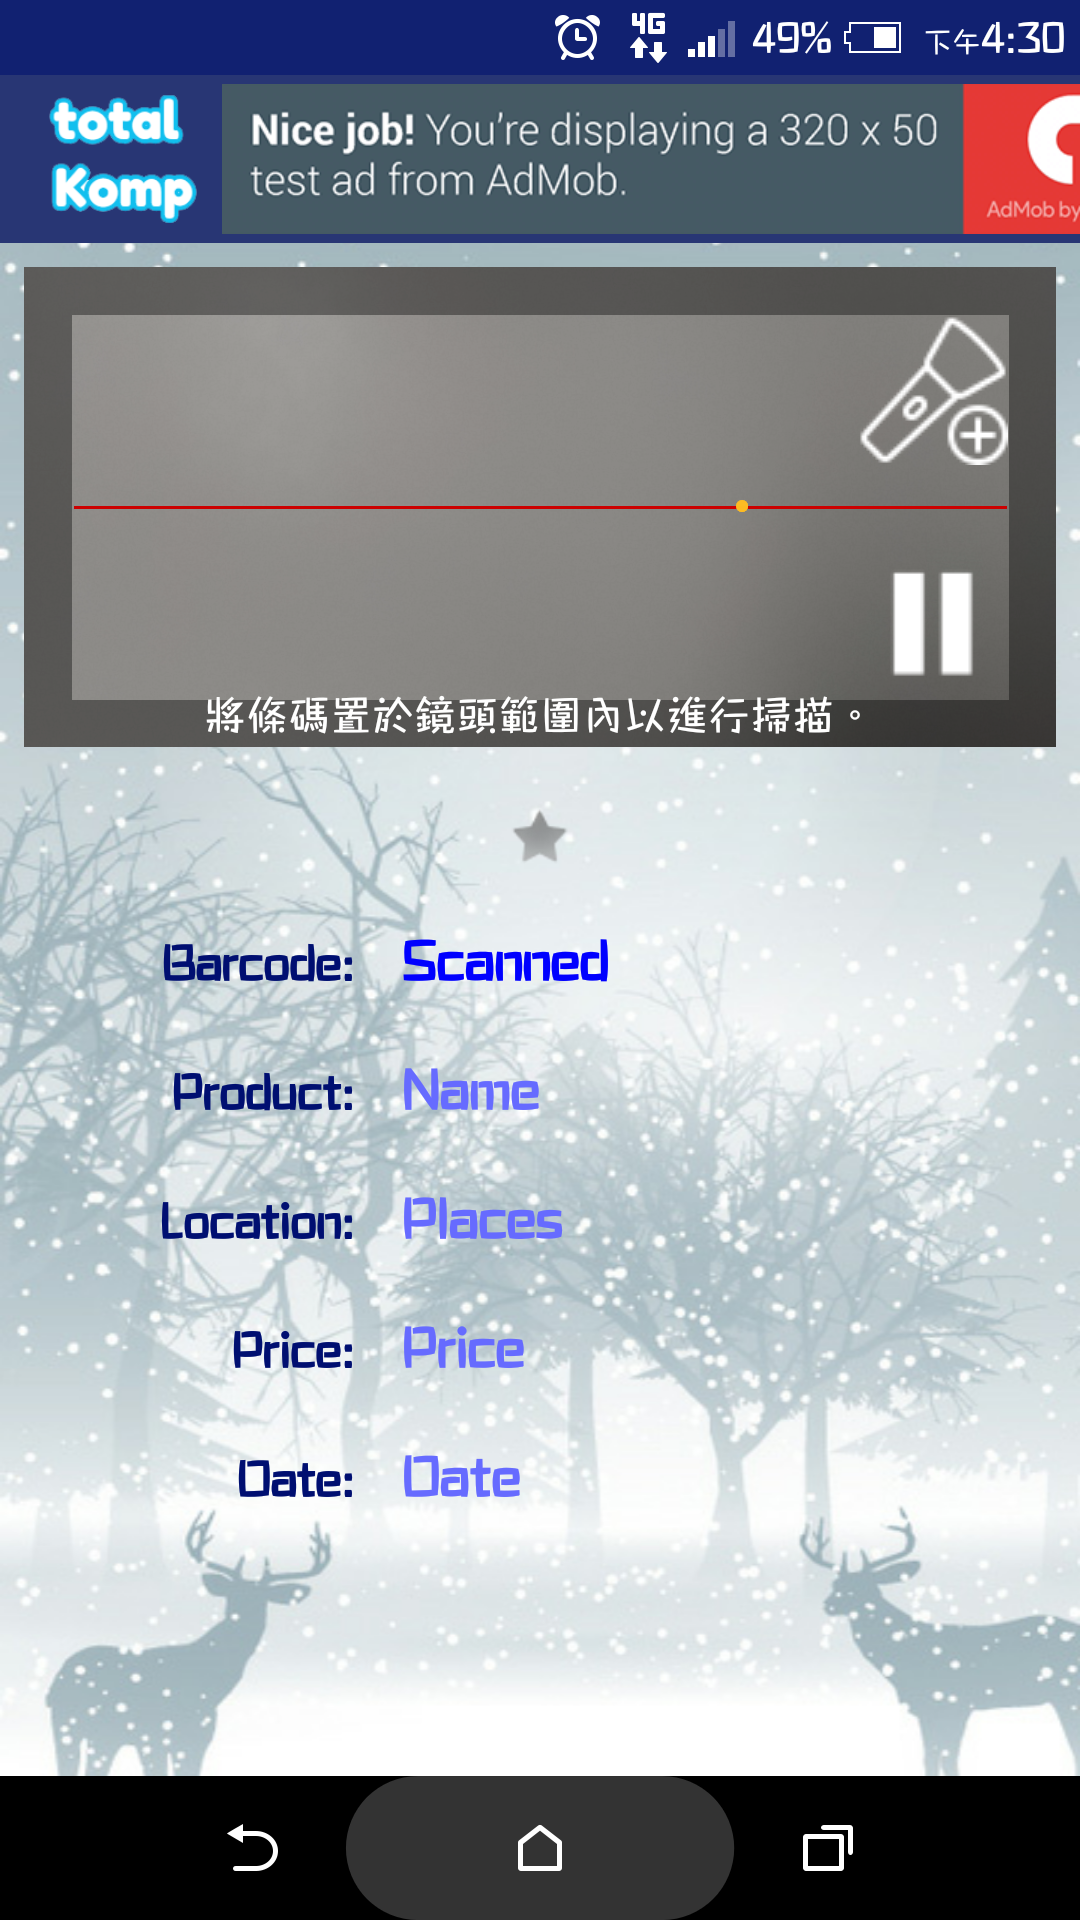 4G 49% 下午4:30
total
Komp
Nice job! You're displaying a 320 x 50
test ad from AdMob.
AdMob by
將條碼置於鏡頭範圍內以進行掃描。
Barcode: Scanned
Product: Name
Location: Places
Price: Price
Date: Date